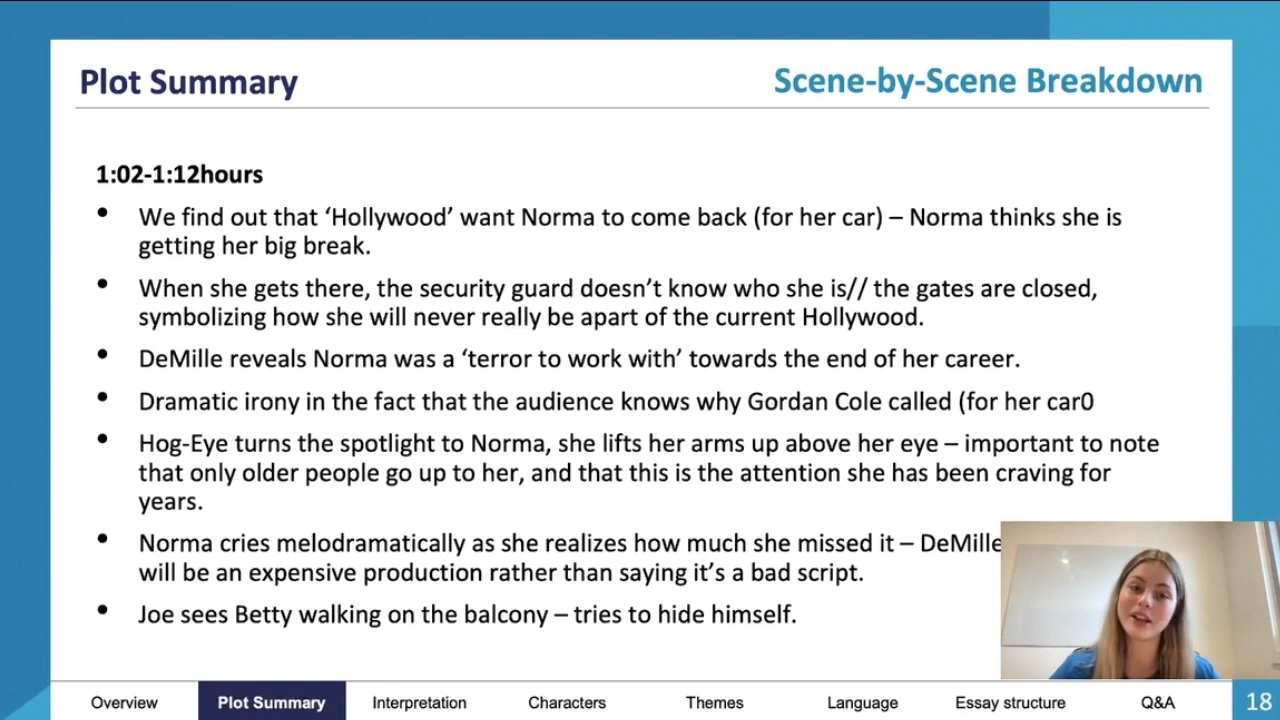 Plot Summary
Scene-by-Scene Breakdown
1:02-1:12hours
• We find out that ‘Hollywood’ want Norma to come back (for her car) – Norma thinks she is
getting her big break.
• When she gets there, the security guard doesn’t know who she is// the gates are closed,
symbolizing how she will never really be apart of the current Hollywood.
• DeMille reveals Norma was a ‘terror to work with’ towards the end of her career.
• Dramatic irony in the fact that the audience knows why Gordan Cole called (for her car0
• Hog-Eye turns the spotlight to Norma, she lifts her arms up above her eye – important to note
that only older people go up to her, and that this is the attention she has been craving for
years.
• Norma cries melodramatically as she realizes how much she missed it – DeMille
will be an expensive production rather than saying it’s a bad script.
• Joe sees Betty walking on the balcony – tries to hide himself.
Overview Plot Summary Interpretation Characters Themes Language Essay structure Q&A 18